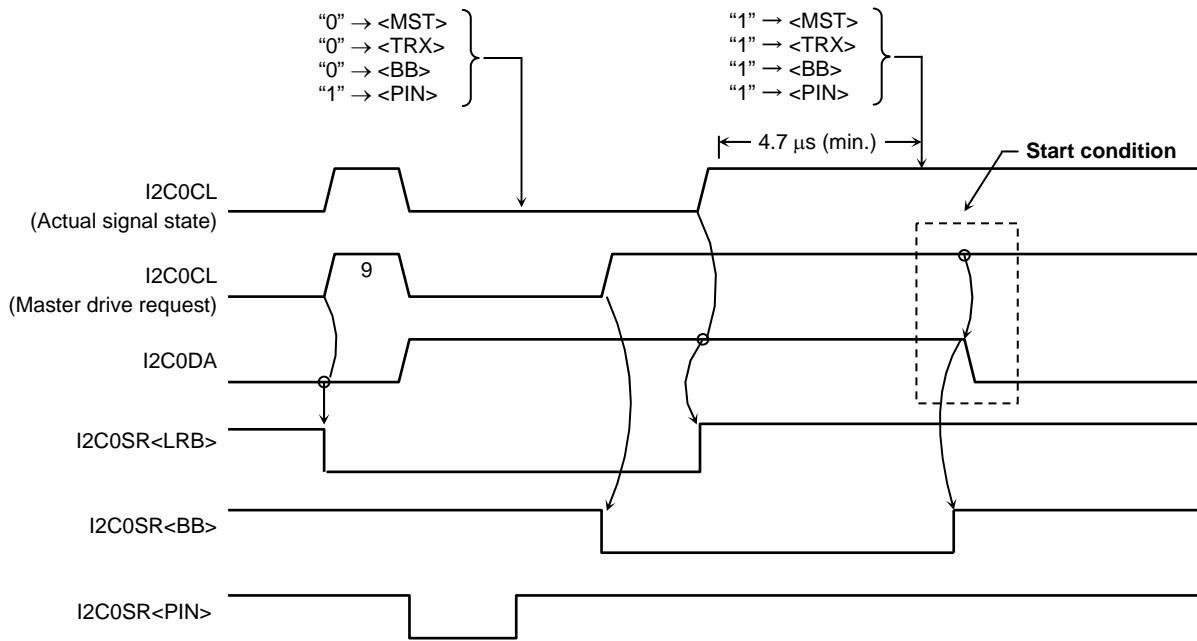 “0” → <MST>
“0” → <TRX>
“0” → <BB>
“1” → <PIN>
“1” → <MST>
“1” → <TRX>
“1” → <BB>
“1” → <PIN>
4.7 μs (min.)
Start condition
I2C0CL
(Actual signal state)
I2C0CL
(Master drive request)
9
I2C0DA
I2C0SR<LRB>
I2C0SR<BB>
I2C0SR<PIN>